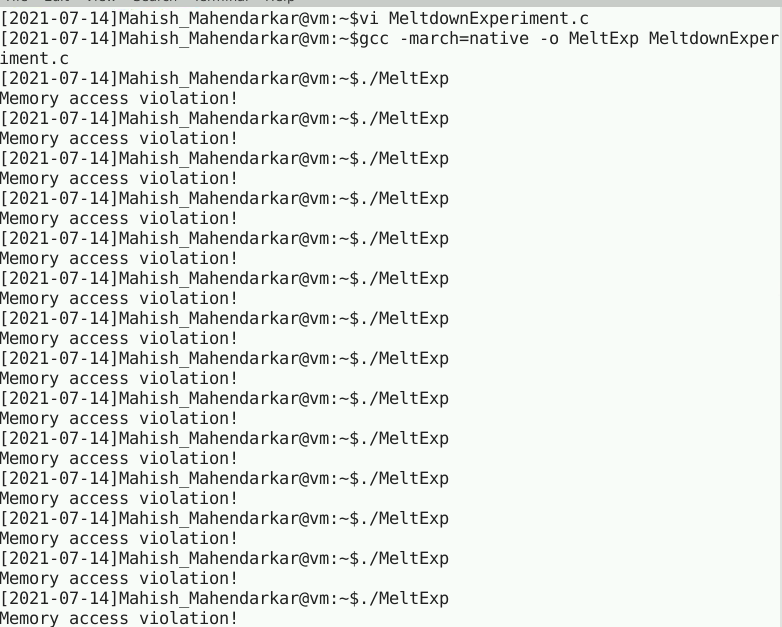 [2021-07-14]Mahish_Mahendarkar@vm:~$vi MeltdownExperiment.c
[2021-07-14]Mahish_Mahendarkar@vm:~$gcc -march=native -o MeltExp MeltdownExper
iment.c
[2021-07-14]Mahish_Mahendarkar@vm:~$./MeltExp
Memory access violation!
[2021-07-14]Mahish_Mahendarkar@vm:~$./MeltExp
Memory access violation!
[2021-07-14]Mahish_Mahendarkar@vm:~$./MeltExp
Memory access violation!
[2021-07-14]Mahish_Mahendarkar@vm:~$./MeltExp
Memory access violation!
[2021-07-14]Mahish_Mahendarkar@vm:~$./MeltExp
Memory access violation!
[2021-07-14]Mahish_Mahendarkar@vm:~$./MeltExp
Memory access violation!
[2021-07-14]Mahish_Mahendarkar@vm:~$./MeltExp
Memory access violation!
[2021-07-14]Mahish_Mahendarkar@vm:~$./MeltExp
Memory access violation!
[2021-07-14]Mahish_Mahendarkar@vm:~$./MeltExp
Memory access violation!
[2021-07-14]Mahish_Mahendarkar@vm:~$./MeltExp
Memory access violation!
[2021-07-14]Mahish_Mahendarkar@vm:~$./MeltExp
Memory access violation!
[2021-07-14]Mahish_Mahendarkar@vm:~$./MeltExp
Memory access violation!
[2021-07-14]Mahish_Mahendarkar@vm:~$./MeltExp
Memory access violation!
[2021-07-14]Mahish_Mahendarkar@vm:~$./MeltExp
Memory access violation!